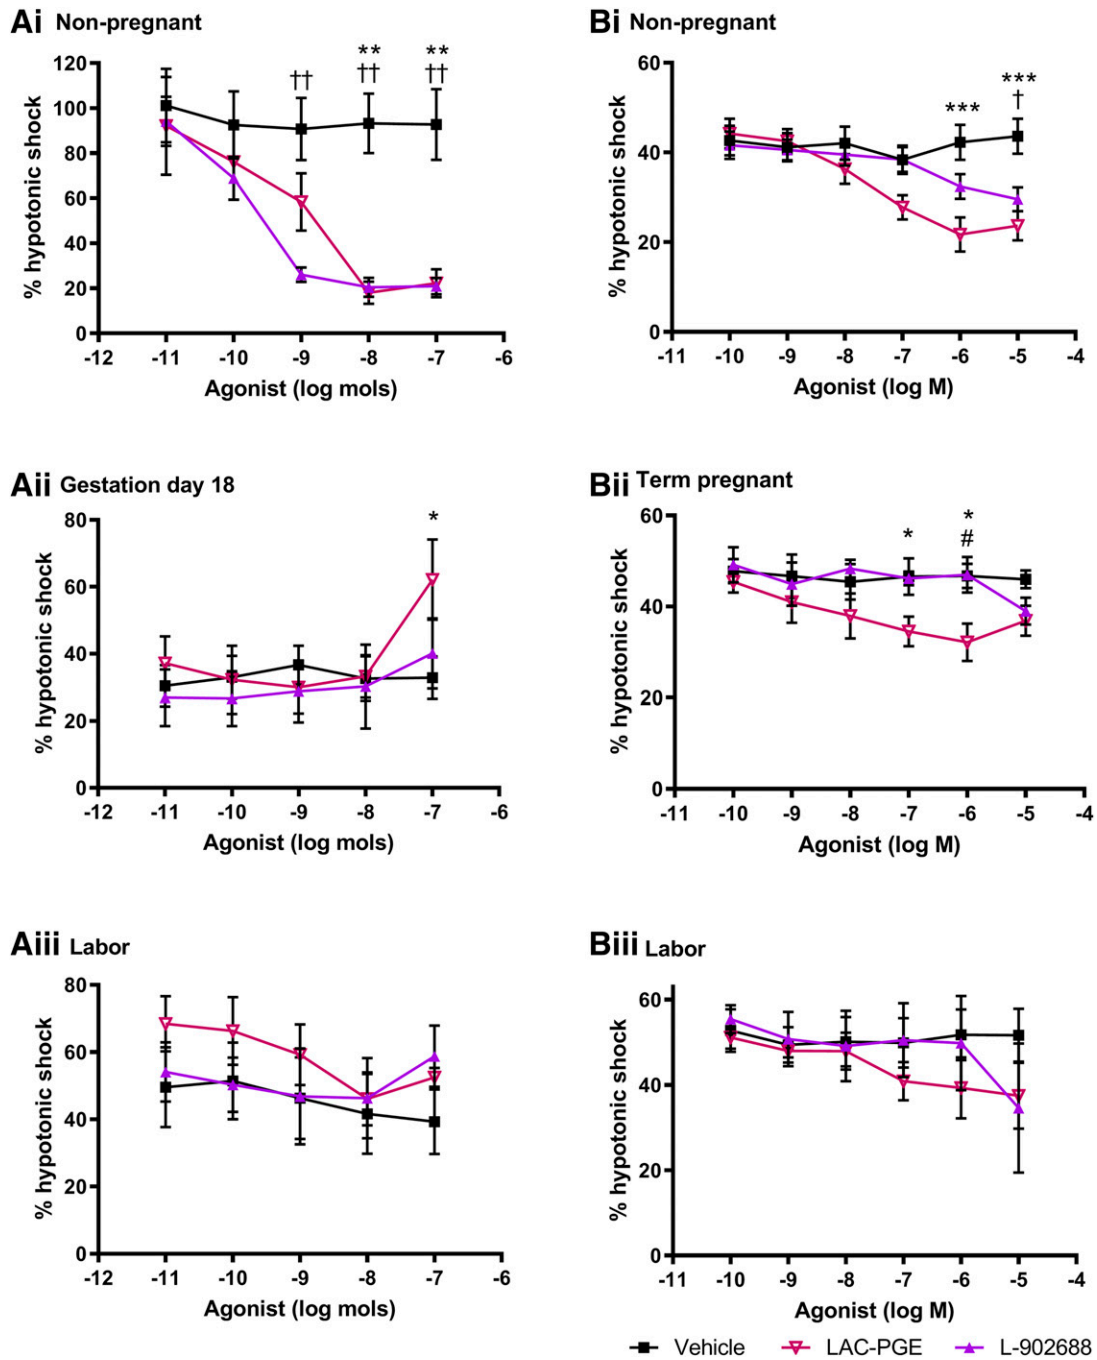 Ai Non-pregnant
% hypotonic shock
120
100
80
60
40
20
0
†† ** ††  ** ††
-12 -11 -10 -9 -8 -7 -6
Agonist (log mols)
Bi Non-pregnant
% hypotonic shock
60
40
20
0
*** *** †
-11 -10 -9 -8 -7 -6 -5 -4
Agonist (log M)
Aii Gestation day 18
% hypotonic shock
80
60
40
20
0
*
-12 -11 -10 -9 -8 -7 -6
Agonist (log mols)
Bii Term pregnant
% hypotonic shock
60
40
20
0
* * #
-11 -10 -9 -8 -7 -6 -5 -4
Agonist (log M)
Aiii Labor
% hypotonic shock
80
60
40
20
0
-12 -11 -10 -9 -8 -7 -6
Agonist (log mols)
Biii Labor
% hypotonic shock
60
40
20
0
-11 -10 -9 -8 -7 -6 -5 -4
Agonist (log M)
Vehicle LAC-PGE L-902688